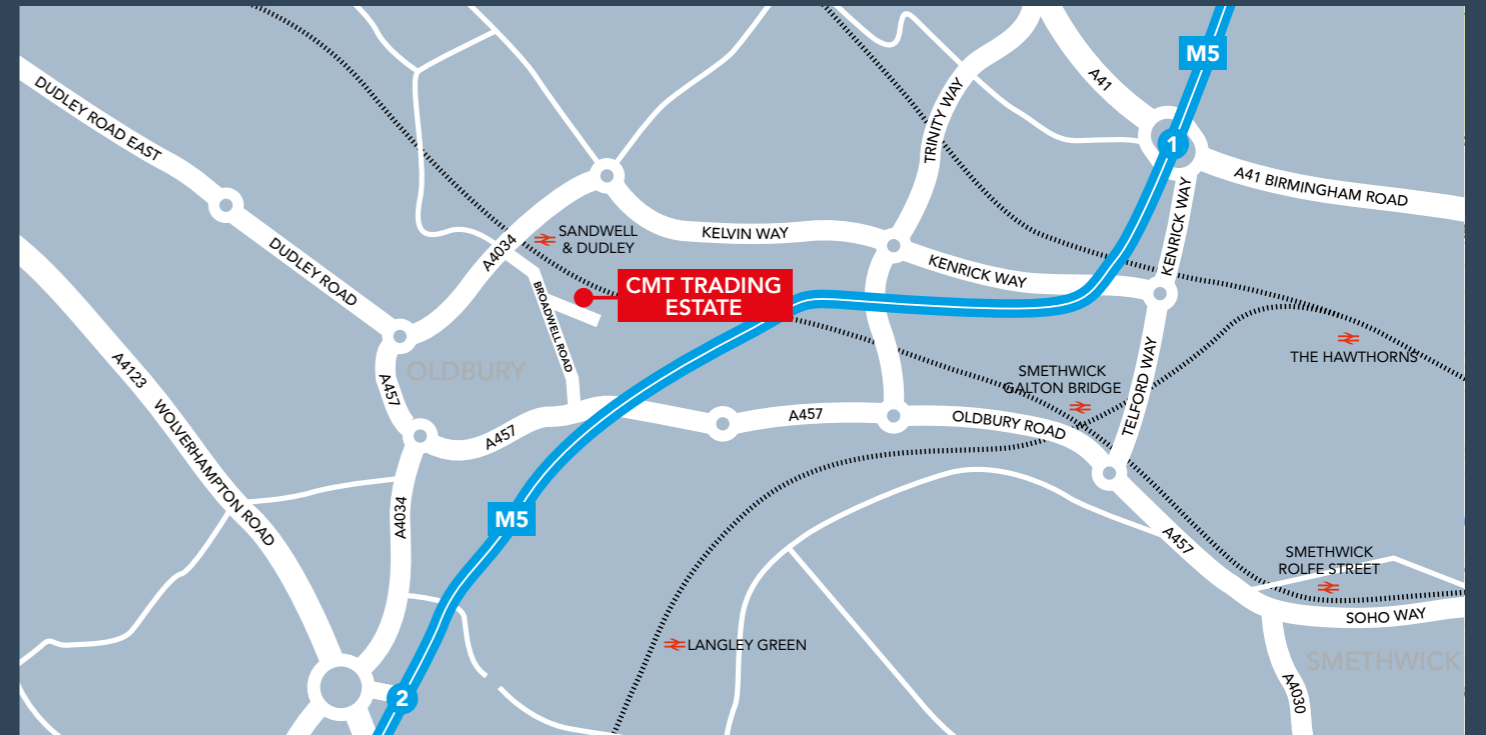 M5
A41
DUDLEY ROAD EAST
TRINITY WAY
1
A41 BIRMINGHAM ROAD
KENRICK WAY
SANDWELL
& DUDLEY
KELVIN WAY
A4034
DUDLEY ROAD
KENRICK WAY
CMT TRADING
ESTATE
BROADWELL ROAD
THE HAWTHORNS
A4123
OLDBURY
SMETHWICK
GALTON BRIDGE
TELFORD WAY
A457
A457
A457
OLDBURY ROAD
WOLVERHAMPTON ROAD
A4034
M5
A457
SMETHWICK
ROLFE STREET
SOHO WAY
LANGLEY GREEN
SMETHWICK
2
A4030